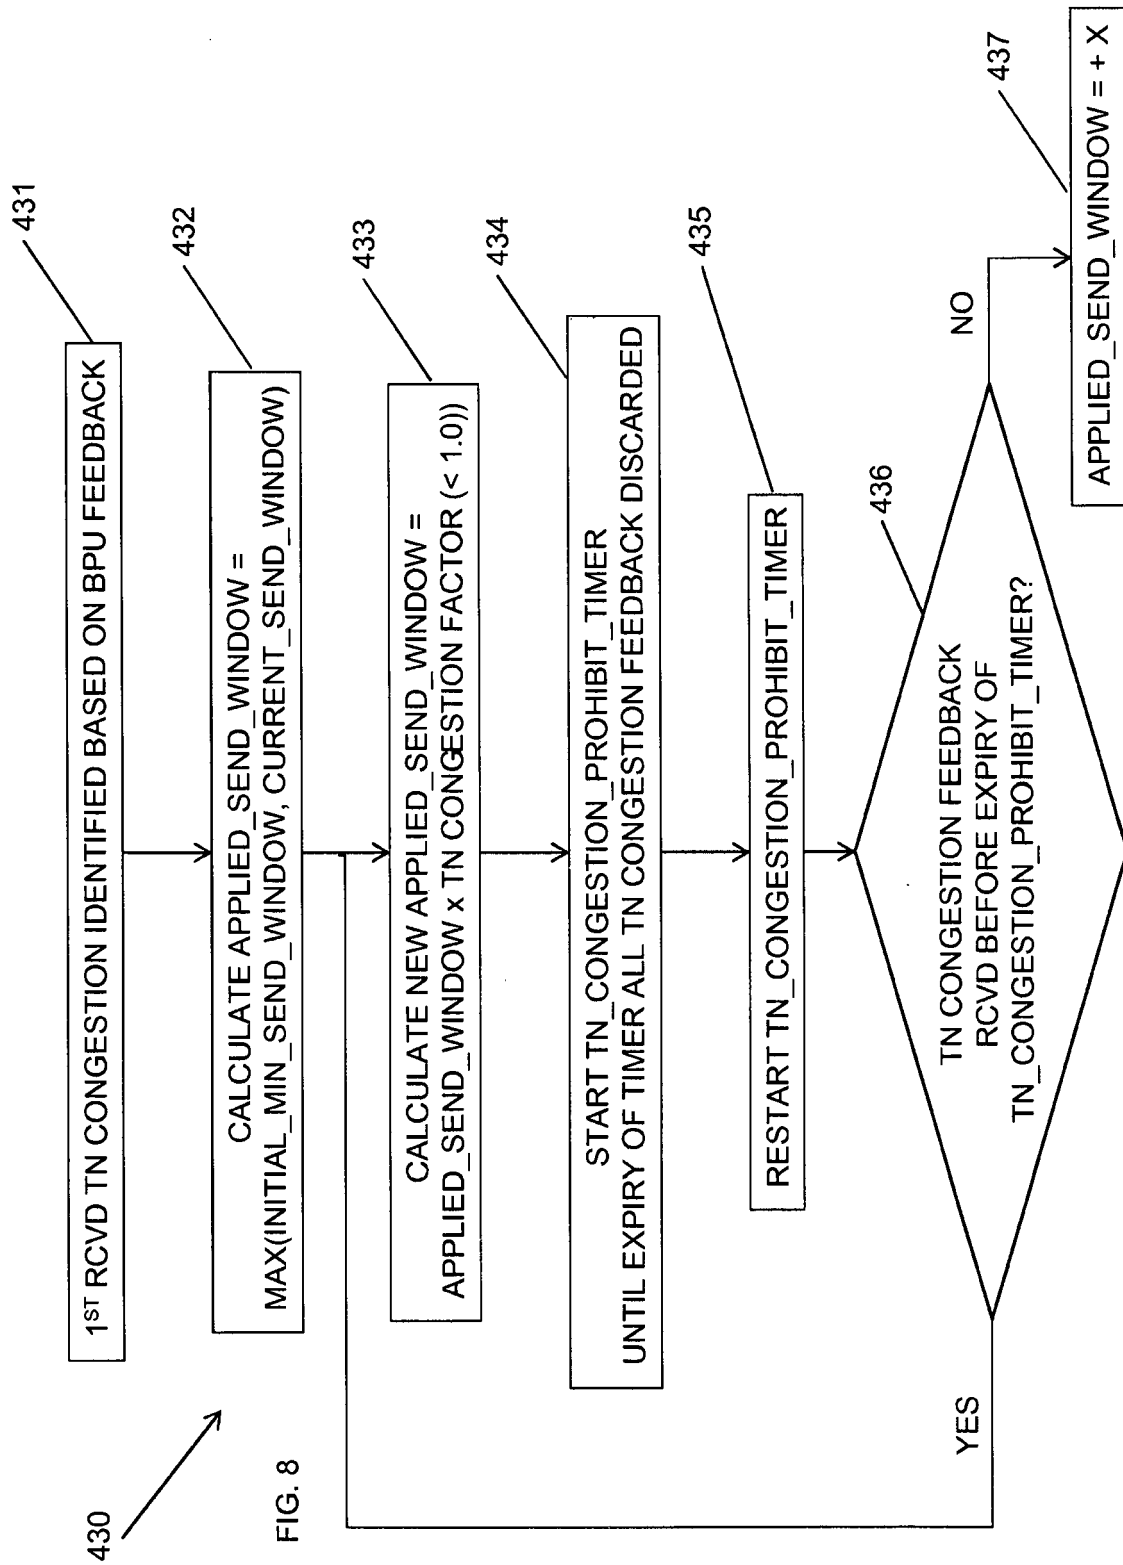 430
FIG. 8
1ST RCVD TN CONGESTION IDENTIFIED BASED ON BPU FEEDBACK
431
CALCULATE APPLIED_SEND_WINDOW =
MAX(INITIAL_MIN_SEND_WINDOW, CURRENT_SEND_WINDOW)
432
CALCULATE NEW APPLIED_SEND_WINDOW =
APPLIED_SEND_WINDOW x TN CONGESTION FACTOR (< 1.0))
433
START TN_CONGESTION_PROHIBIT_TIMER
UNTIL EXPIRY OF TIMER ALL TN CONGESTION FEEDBACK DISCARDED
434
RESTART TN_CONGESTION_PROHIBIT_TIMER
435
TN CONGESTION FEEDBACK
RCVD BEFORE EXPIRY OF
TN_CONGESTION_PROHIBIT_TIMER?
436
YES
NO
APPLIED_SEND_WINDOW = + X
437